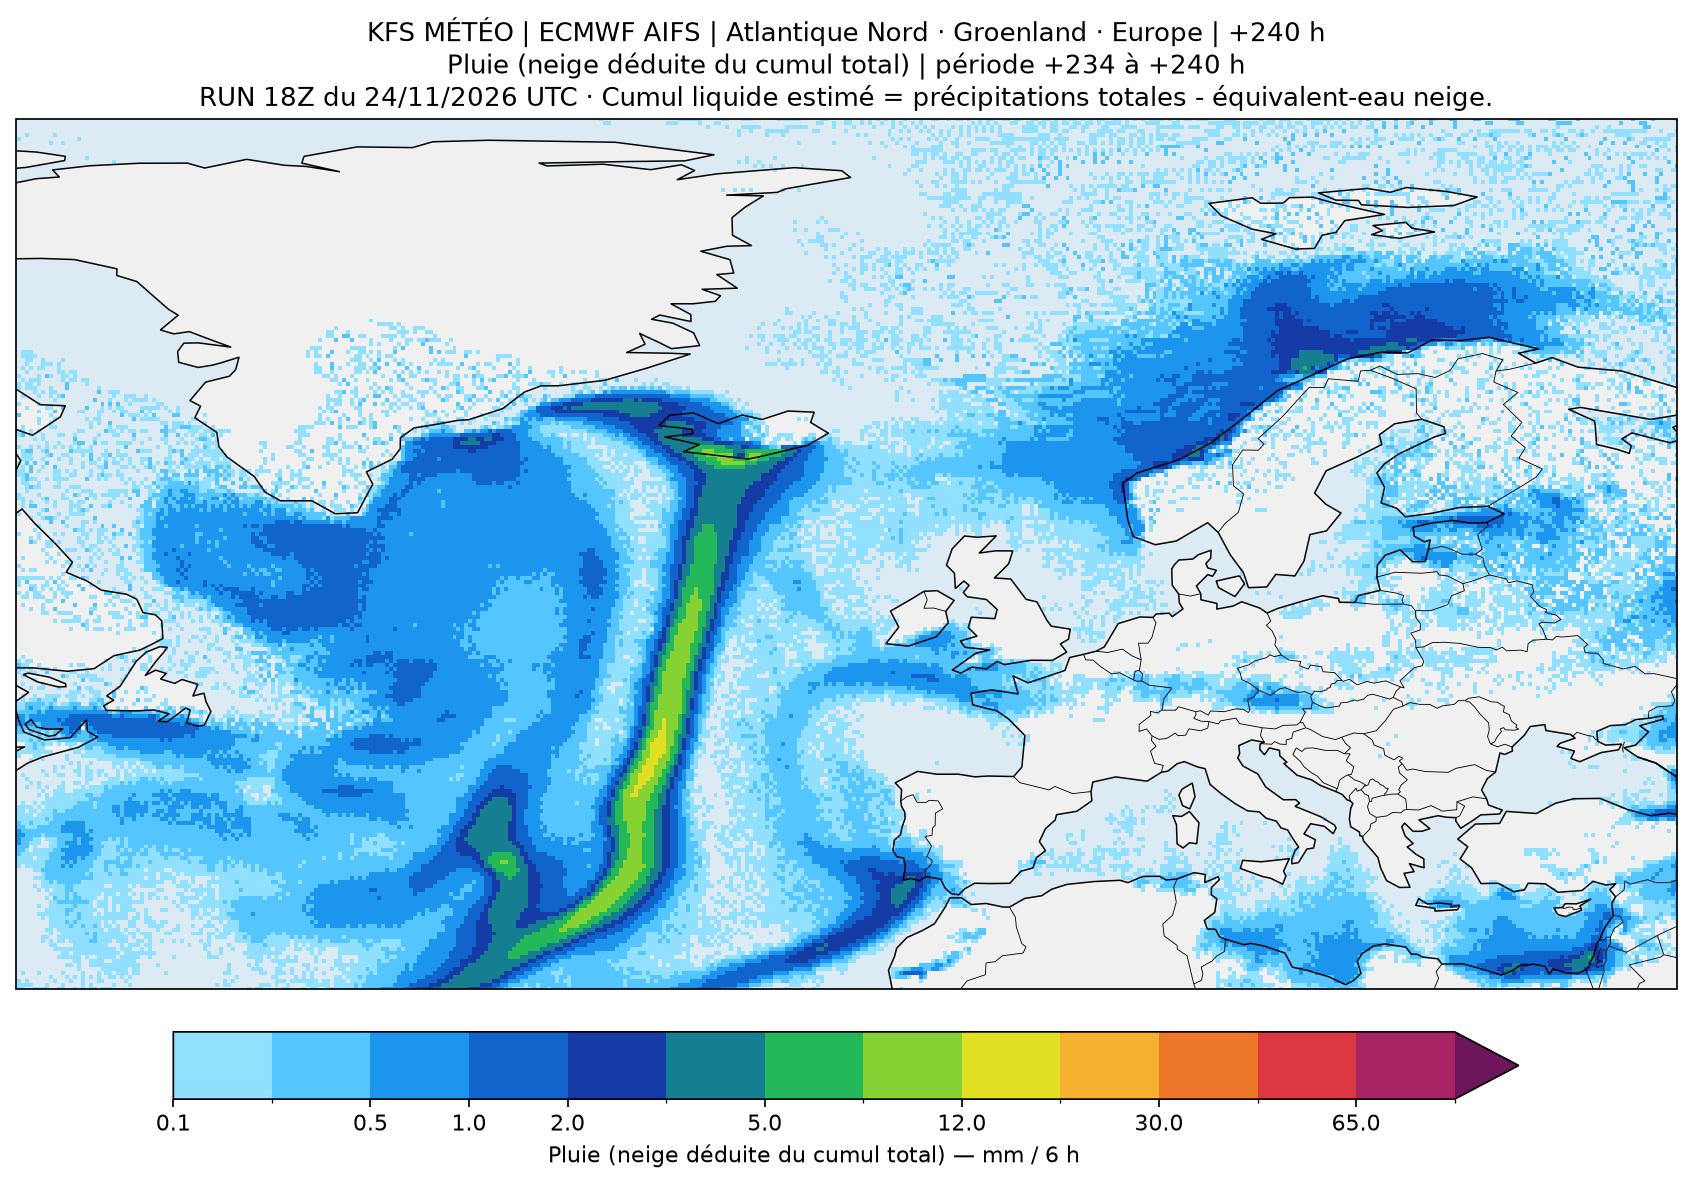 KFS MÉTÉO | ECMWF AIFS | Atlantique Nord · Groenland · Europe | +240 h
Pluie (neige déduite du cumul total) | période +234 à +240 h
RUN 18Z du 24/11/2026 UTC · Cumul liquide estimé = précipitations totales - équivalent-eau neige.
0.1 0.5 1.0 2.0 5.0 12.0 30.0 65.0
Pluie (neige déduite du cumul total) — mm / 6 h